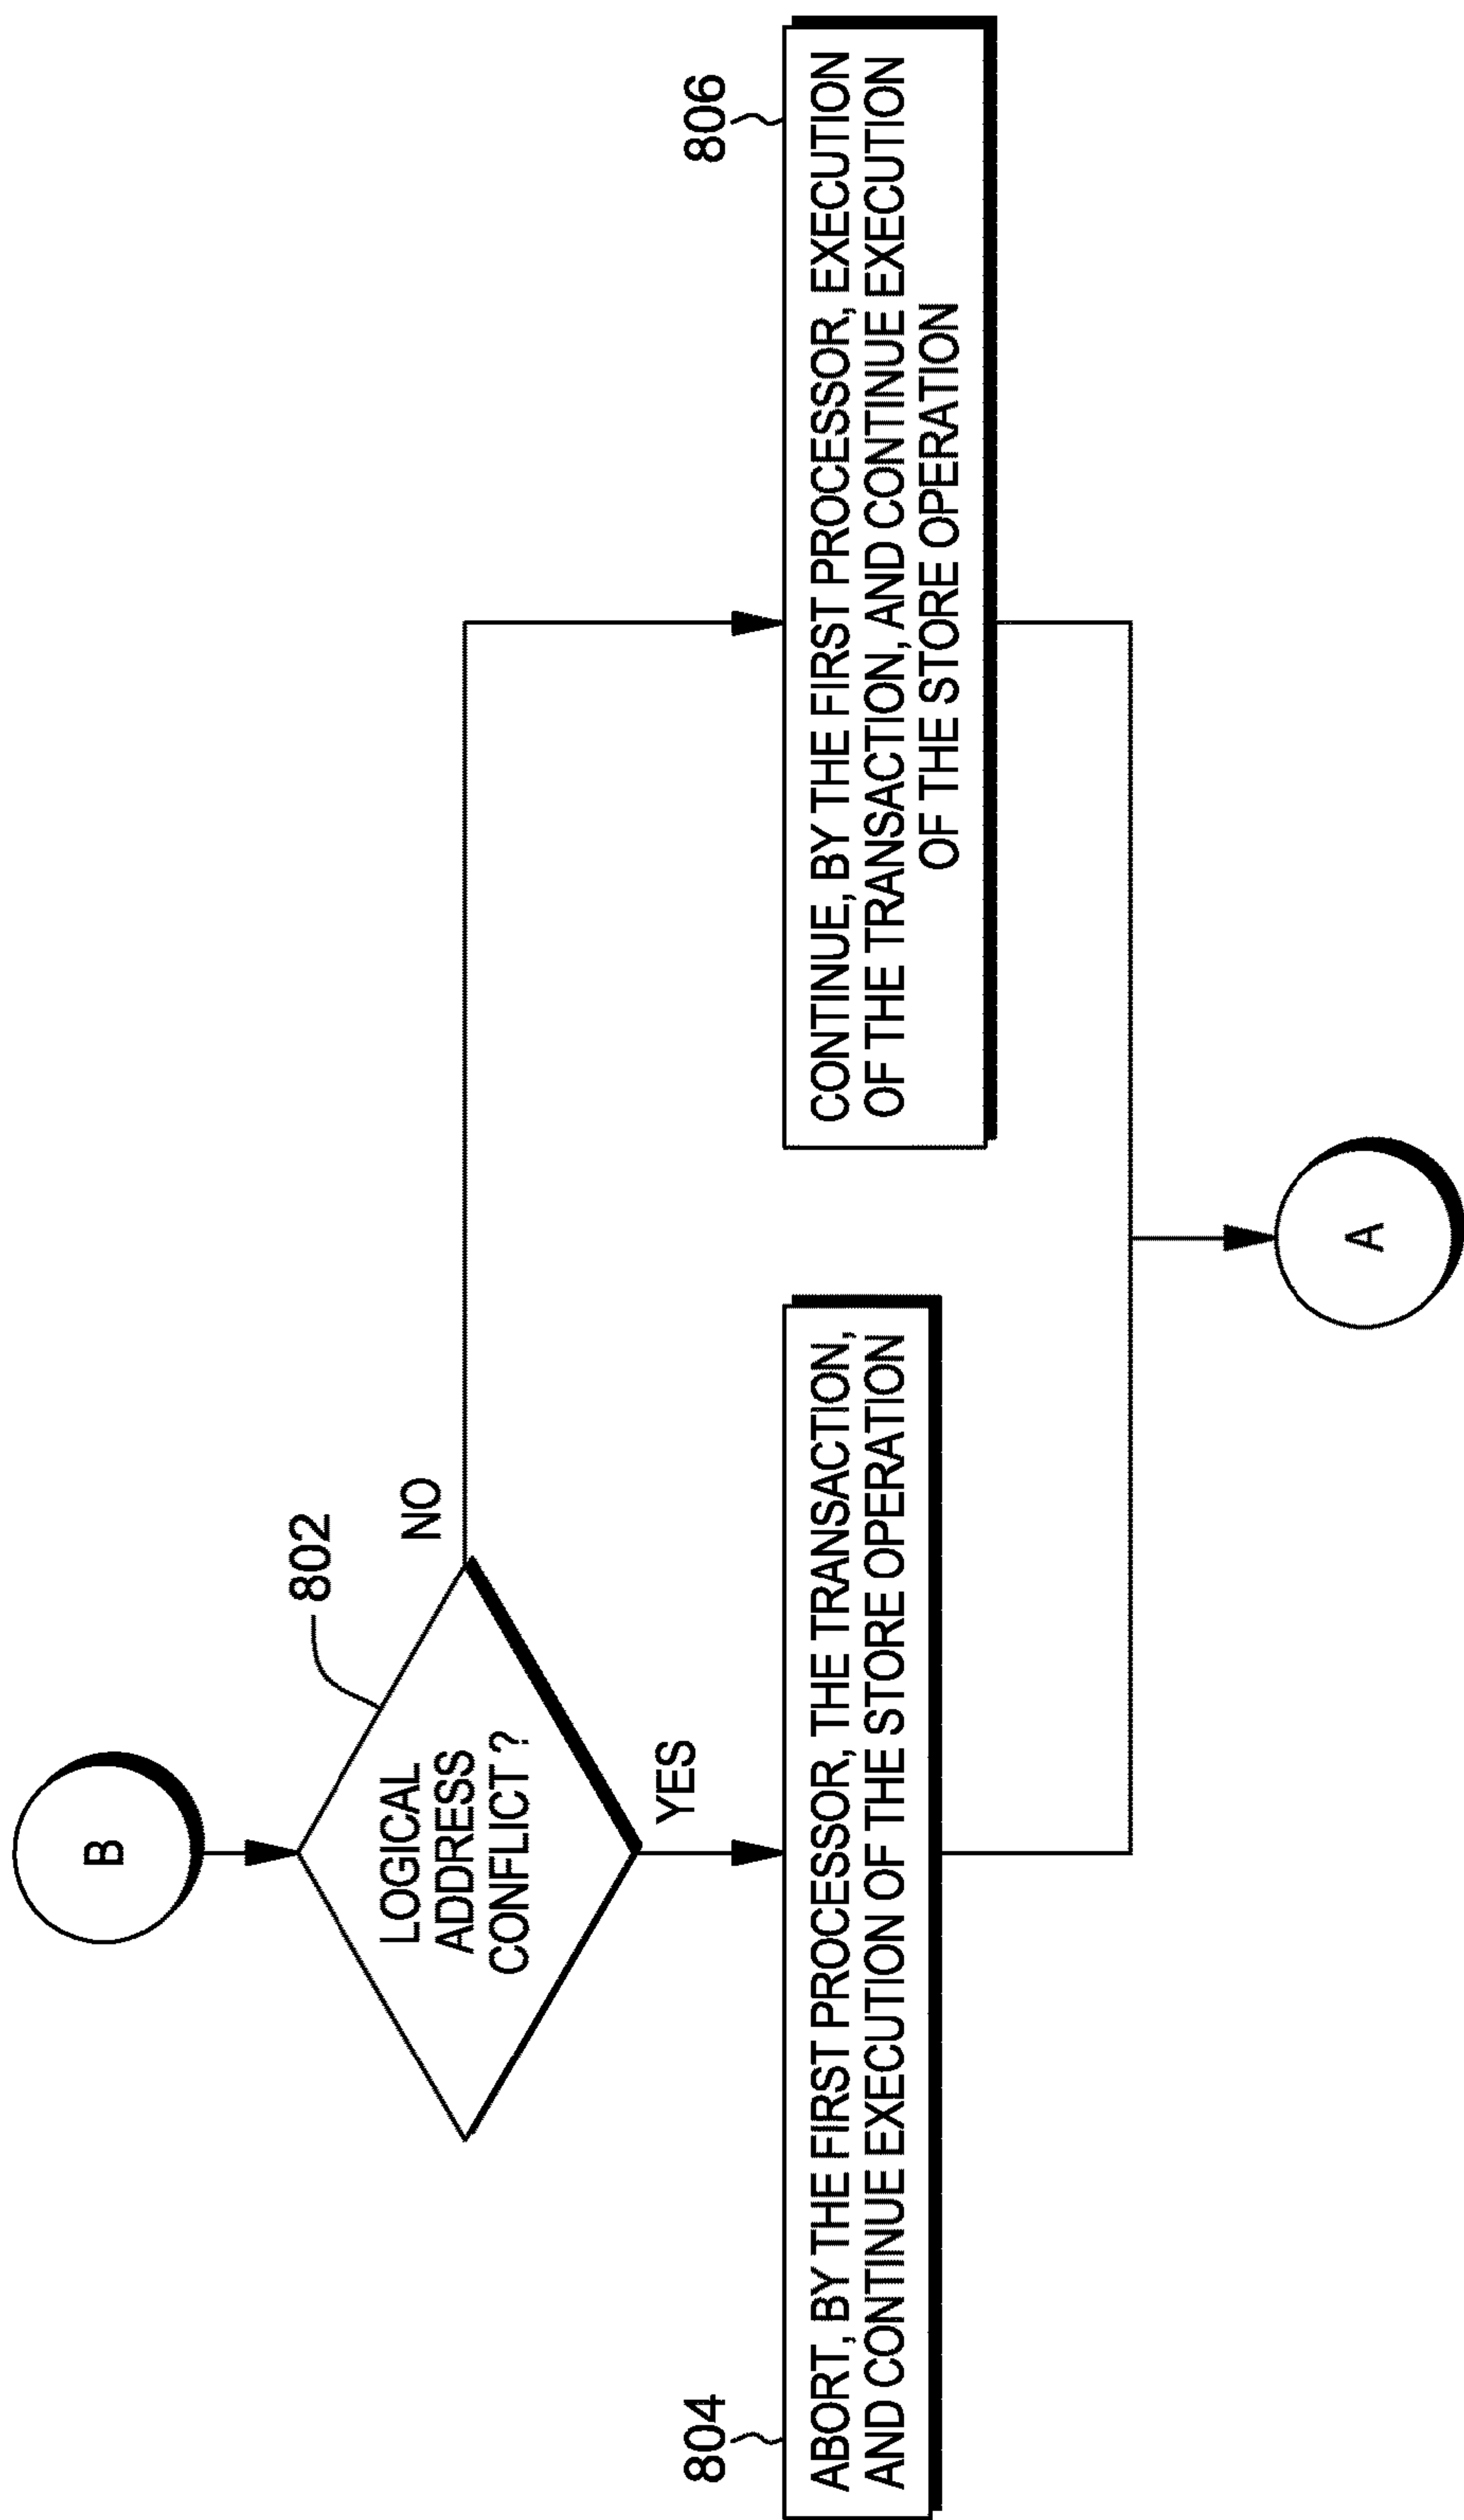 B
802
LOGICAL
ADDRESS
CONFLICT ?
NO
YES
804
ABORT, BY THE FIRST PROCESSOR, THE TRANSACTION,
AND CONTINUE EXECUTION OF THE STORE OPERATION
806
CONTINUE, BY THE FIRST PROCESSOR, EXECUTION
OF THE TRANSACTION, AND CONTINUE EXECUTION
OF THE STORE OPERATION
A